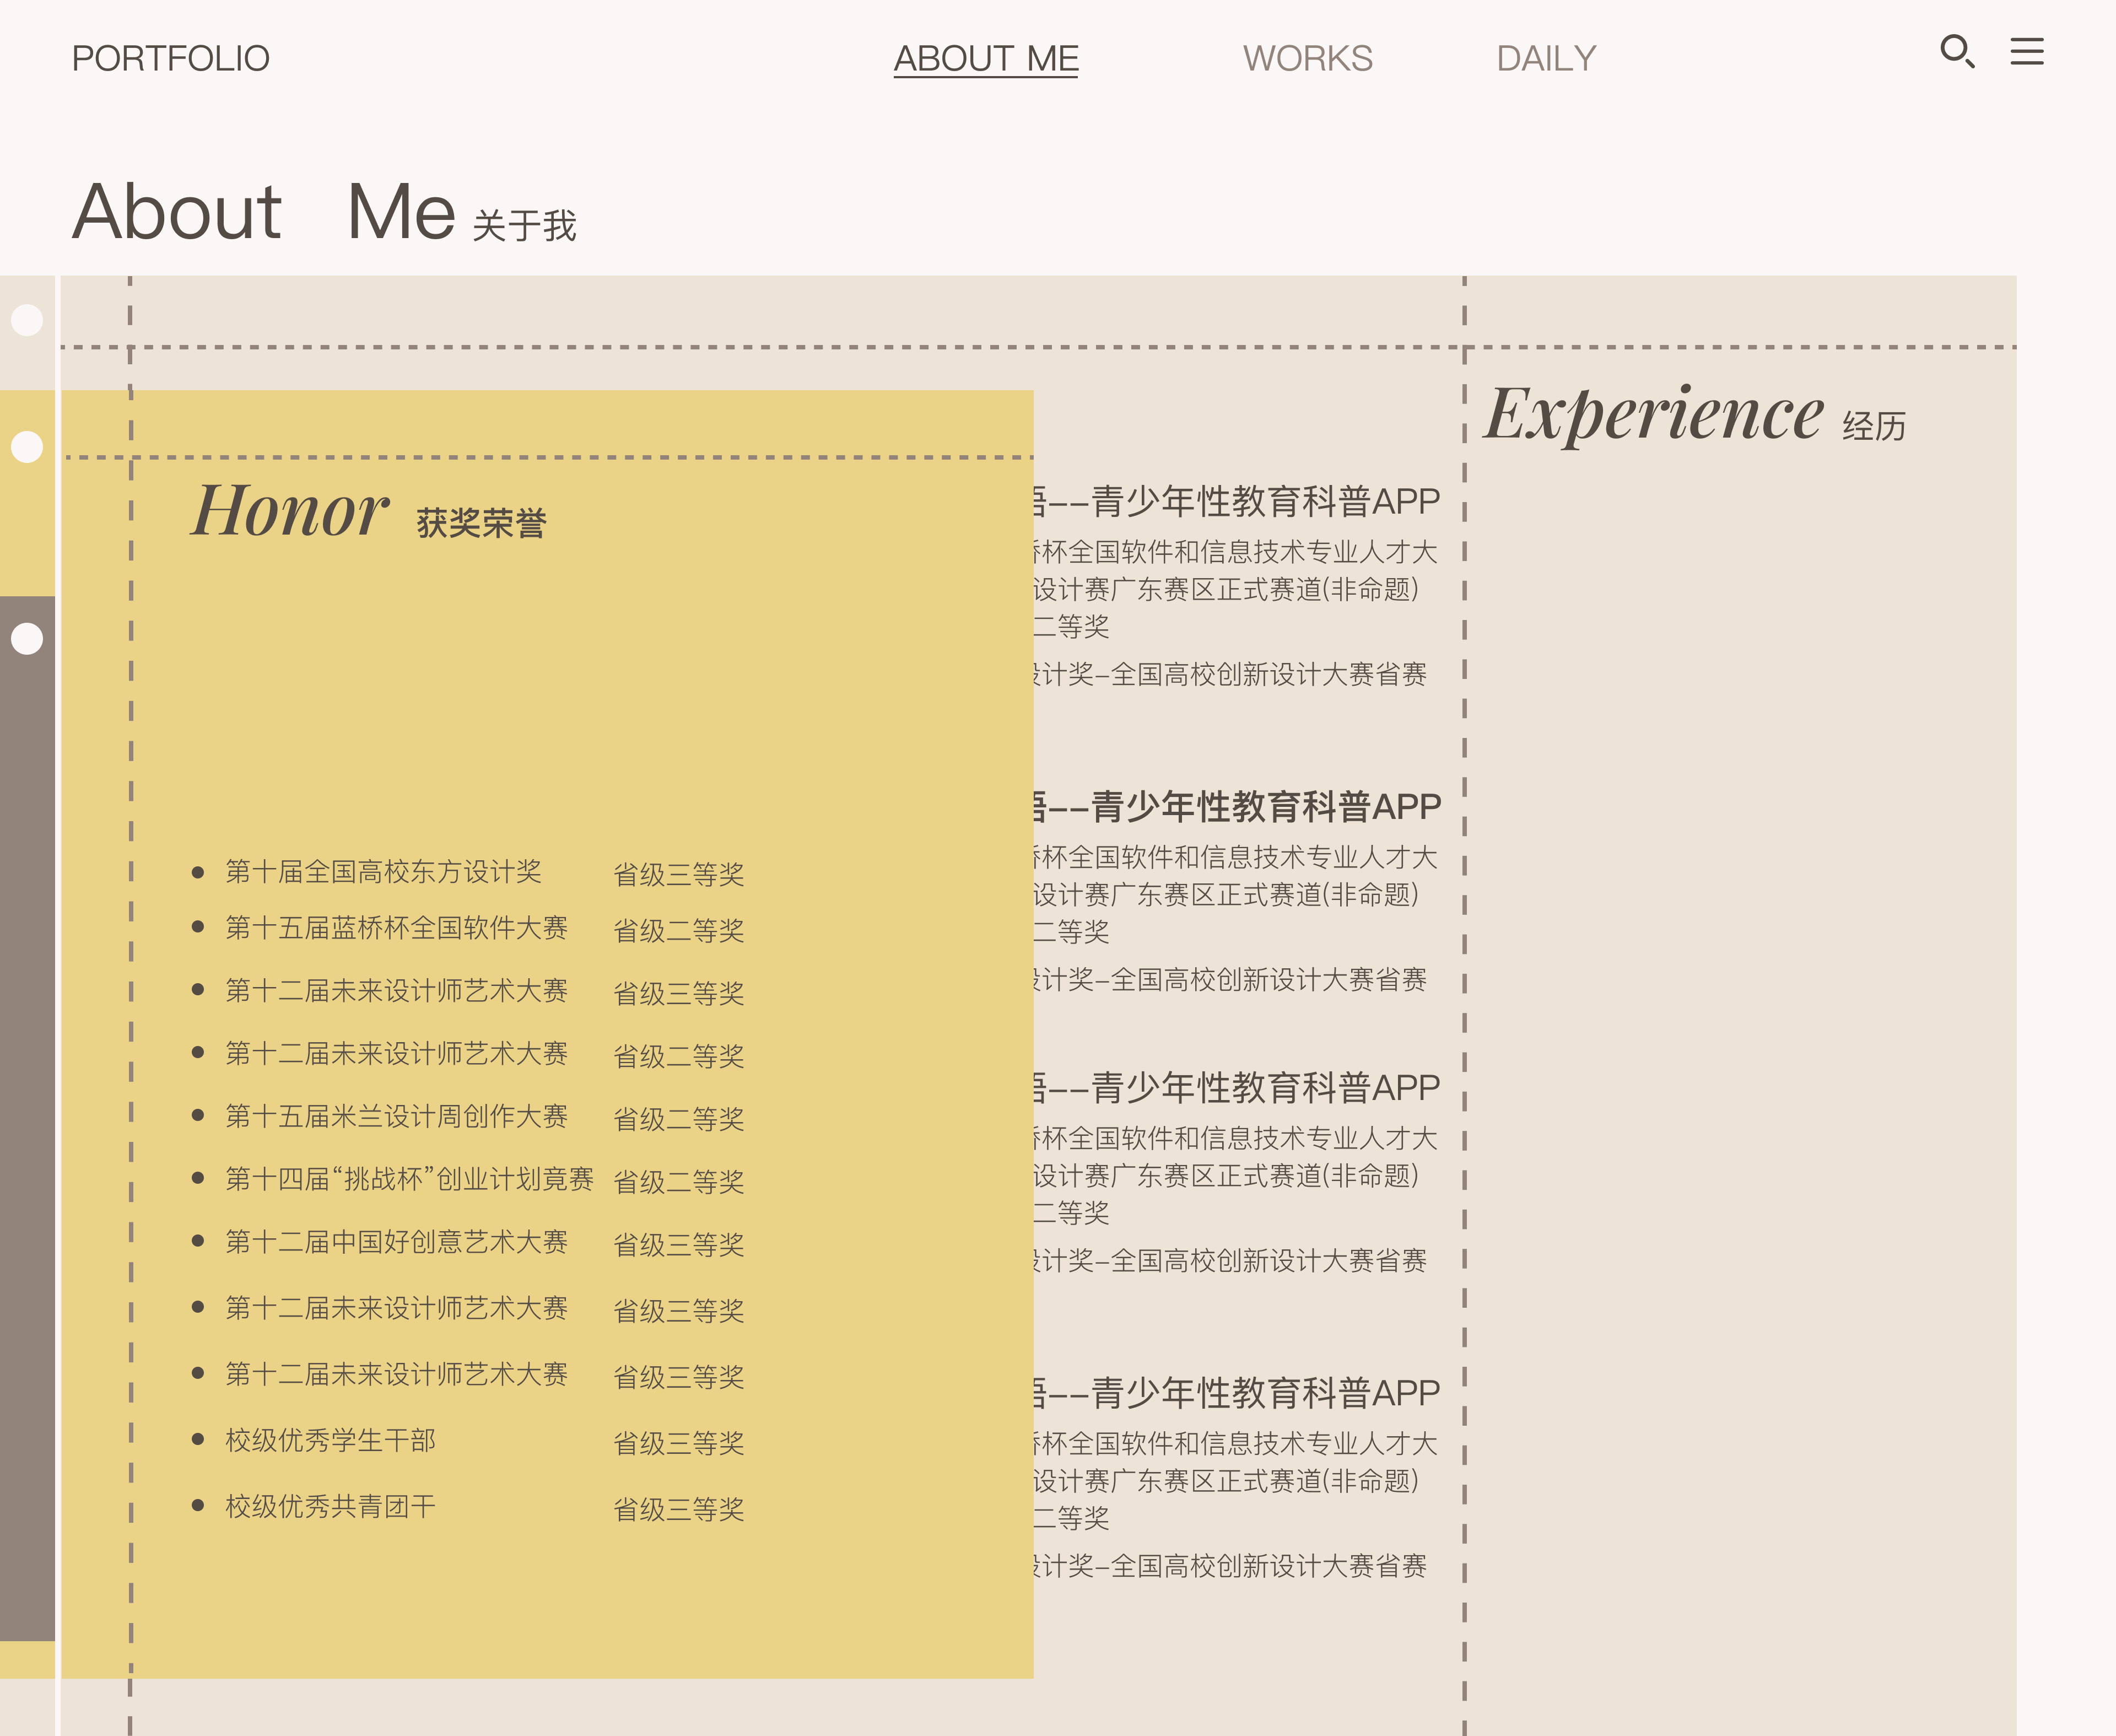 PORTFOLIO
ABOUT ME
WORKS
DAILY
About Me 关于我
Experience 经历
Honor 获奖荣誉
第十届全国高校东方设计奖 省级三等奖
第十五届蓝桥杯全国软件大赛 省级二等奖
第十二届未来设计师艺术大赛 省级三等奖
第十二届未来设计师艺术大赛 省级二等奖
第十五届米兰设计周创作大赛 省级二等奖
第十四届“挑战杯”创业计划竟赛 省级二等奖
第十二届中国好创意艺术大赛 省级三等奖
第十二届未来设计师艺术大赛 省级三等奖
第十二届未来设计师艺术大赛 省级三等奖
校级优秀学生干部 省级三等奖
校级优秀共青团干 省级三等奖
––青少年性教育科普APP
杯全国软件和信息技术专业人才大
设计赛广东赛区正式赛道(非命题)
二等奖
计奖–全国高校创新设计大赛省赛
––青少年性教育科普APP
杯全国软件和信息技术专业人才大
设计赛广东赛区正式赛道(非命题)
二等奖
计奖–全国高校创新设计大赛省赛
––青少年性教育科普APP
杯全国软件和信息技术专业人才大
设计赛广东赛区正式赛道(非命题)
二等奖
计奖–全国高校创新设计大赛省赛
––青少年性教育科普APP
杯全国软件和信息技术专业人才大
设计赛广东赛区正式赛道(非命题)
二等奖
计奖–全国高校创新设计大赛省赛